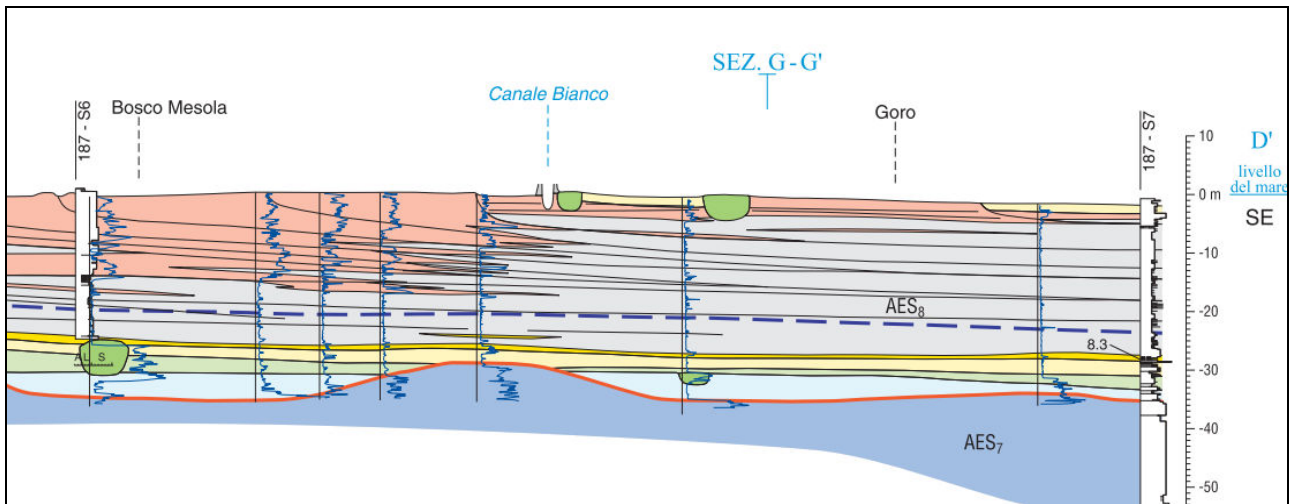 SEZ. G - G'
187 - S6
Bosco Mesola
Canale Bianco
Goro
187 - S7
10
D'
livello
del mare
0 m
SE
-10
AES8
-20
8.3
A L S
-30
AES7
-40
-50